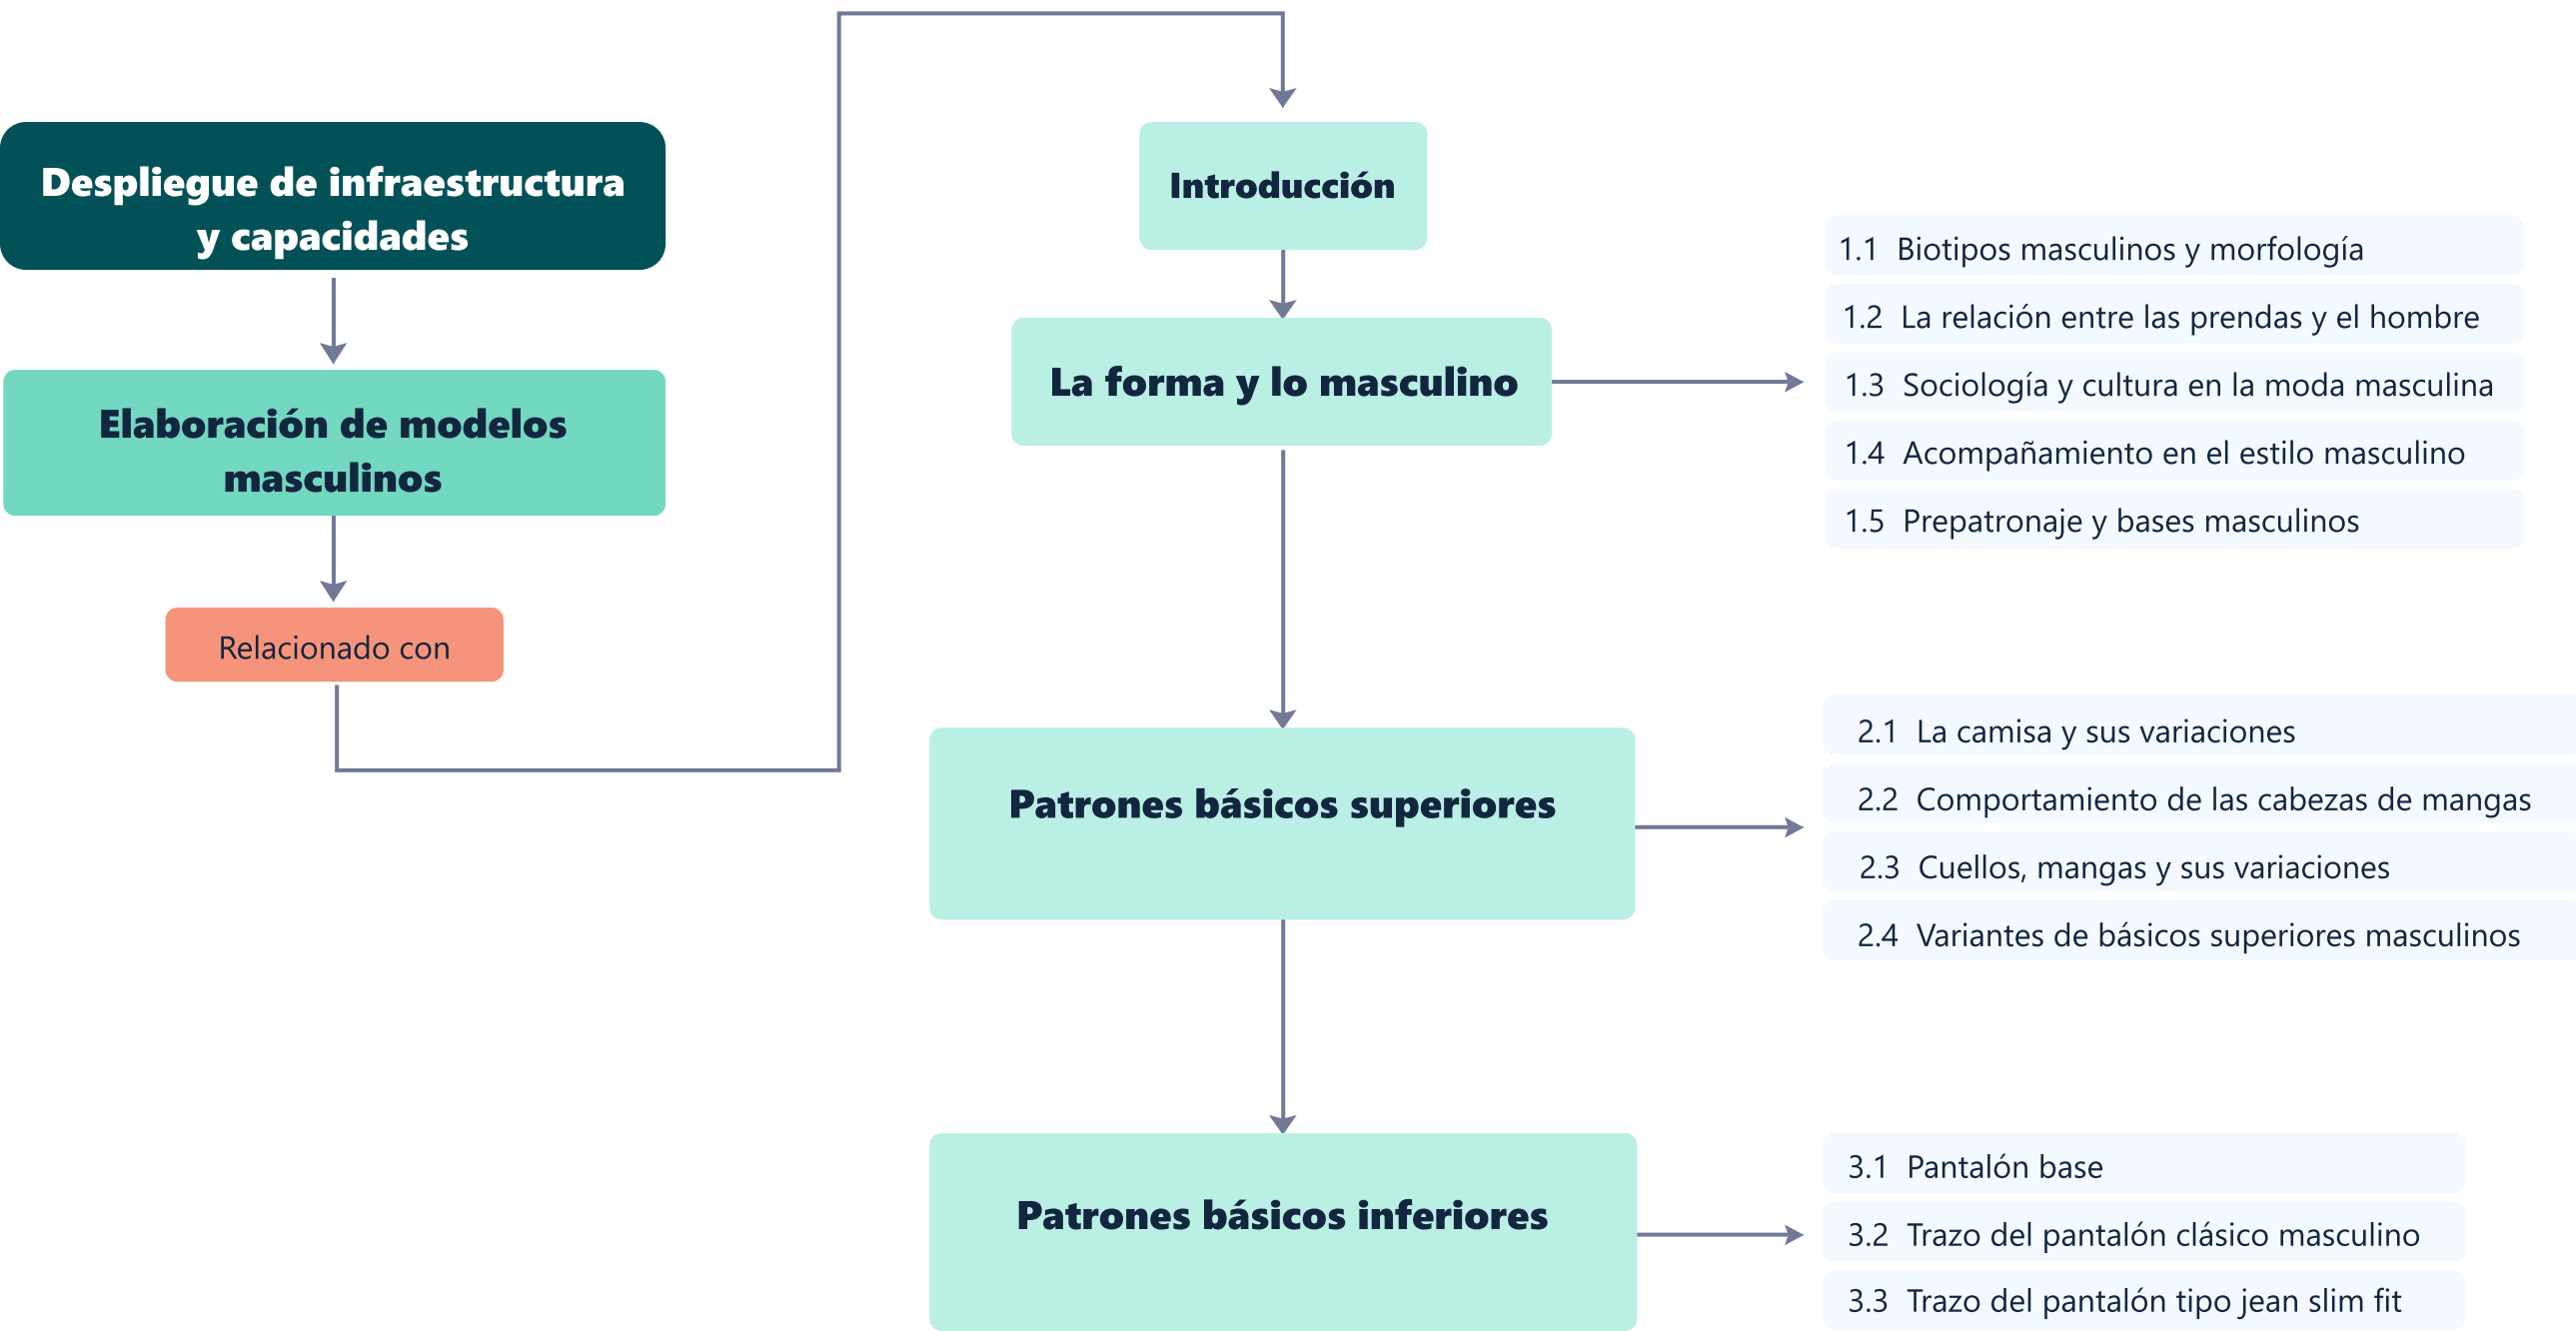 Despliegue de infraestructura
y capacidades
Elaboración de modelos
masculinos
Relacionado con
Introducción
La forma y lo masculino
1.1 Biotipos masculinos y morfología
1.2 La relación entre las prendas y el hombre
1.3 Sociología y cultura en la moda masculina
1.4 Acompañamiento en el estilo masculino
1.5 Prepatronaje y bases masculinos
Patrones básicos superiores
2.1 La camisa y sus variaciones
2.2 Comportamiento de las cabezas de mangas
2.3 Cuellos, mangas y sus variaciones
2.4 Variantes de básicos superiores masculinos
Patrones básicos inferiores
3.1 Pantalón base
3.2 Trazo del pantalón clásico masculino
3.3 Trazo del pantalón tipo jean slim fit